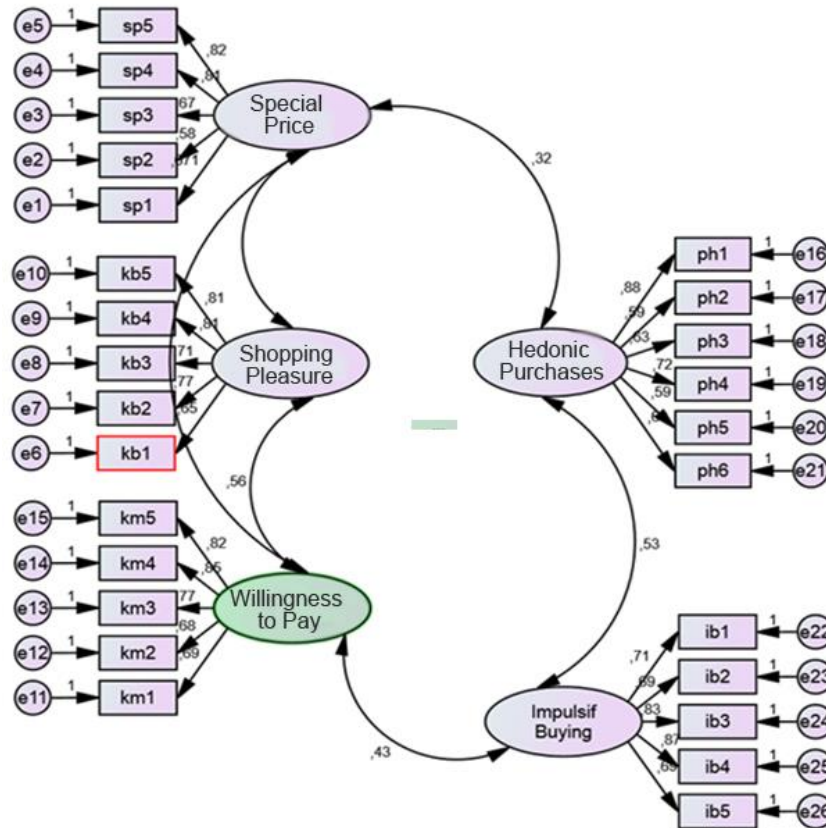 e5 1 sp5 ,82
e4 1 sp4 ,81
e3 1 sp3 ,67
e2 1 sp2 ,58
e1 1 sp1
Special
Price
,32
e10 1 kb5 ,81
e9 1 kb4 ,81
e8 1 kb3 ,71
e7 1 kb2 ,77
e6 1 kb1 ,65
Shopping
Pleasure
,56
e15 1 km5 ,82
e14 1 km4 ,85
e13 1 km3 ,77
e12 1 km2 ,68
e11 1 km1 ,69
Willingness
to Pay
,43
Hedonic
Purchases
,88 ph1 1 e16
,59 ph2 1 e17
,63 ph3 1 e18
,72 ph4 1 e19
,59 ph5 1 e20
ph6 1 e21
,53
Impulsif
Buying
,71 ib1 1 e22
,69 ib2 1 e23
,83 ib3 1 e24
,87 ib4 1 e25
ib5 1 e26